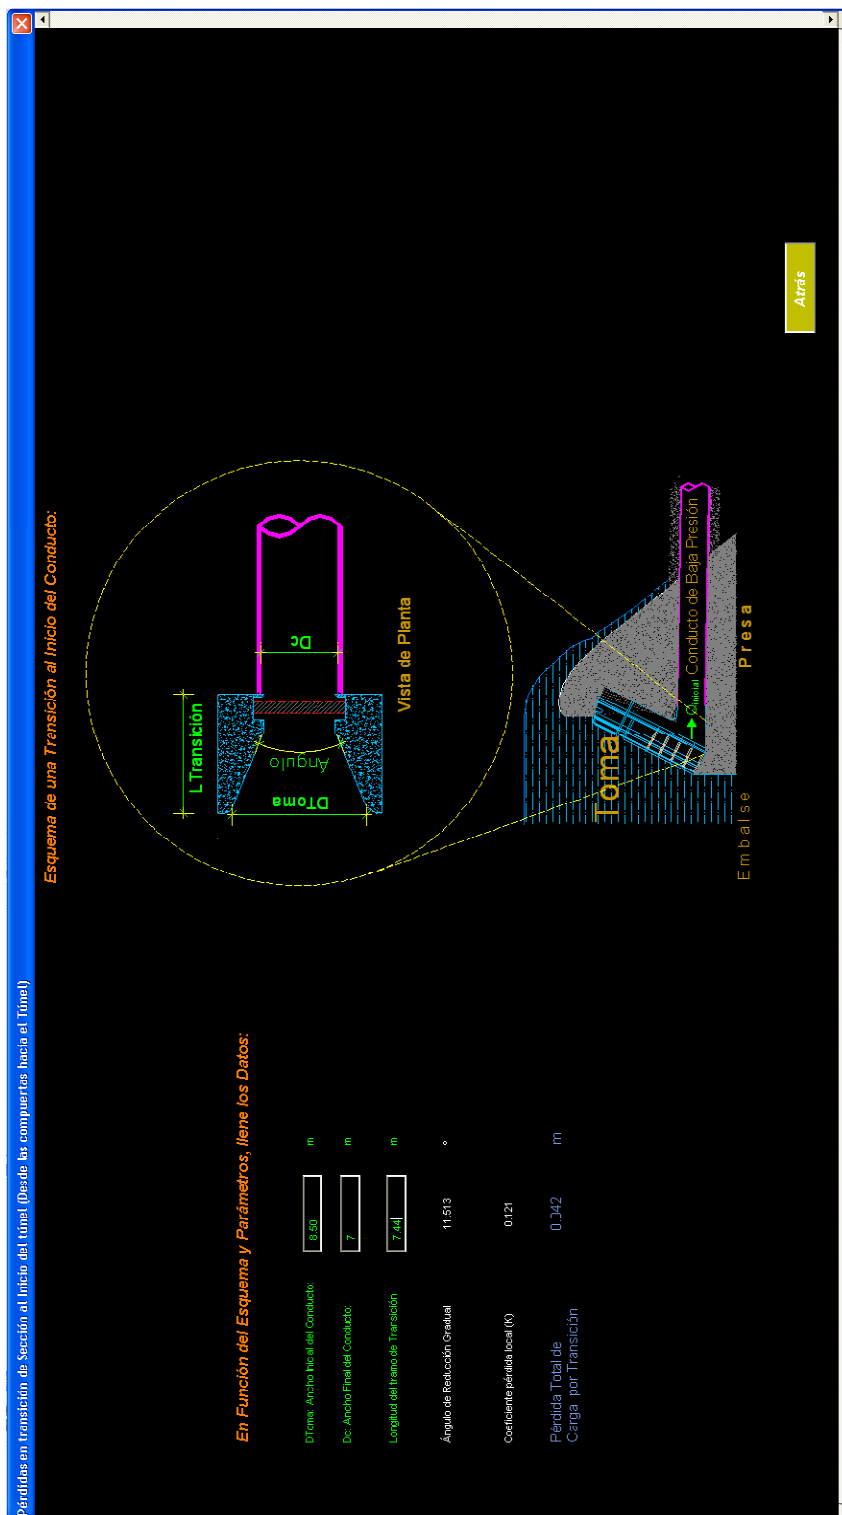 Pérdidas en transición de Sección al Inicio del túnel (Desde las compuertas hacia el Túnel)
Esquema de una Transición al Inicio del Conducto:
En Función del Esquema y Parámetros, llene los Datos:
DToma: Ancho Inicial del Conducto: 8.50 m
Dc: Ancho Final del Conducto: 7 m
Longitud del tramo de Transición 7.44 m
Ángulo de Reducción Gradual 11.513 °
Coeficiente pérdida local (K) 0.121
Pérdida Total de
Carga por Transición 0.042 m
L Transición
DToma
Ángulo
Dc
Vista de Planta
Toma
Conducto de Baja Presión
Embalse
Presa
Atrás